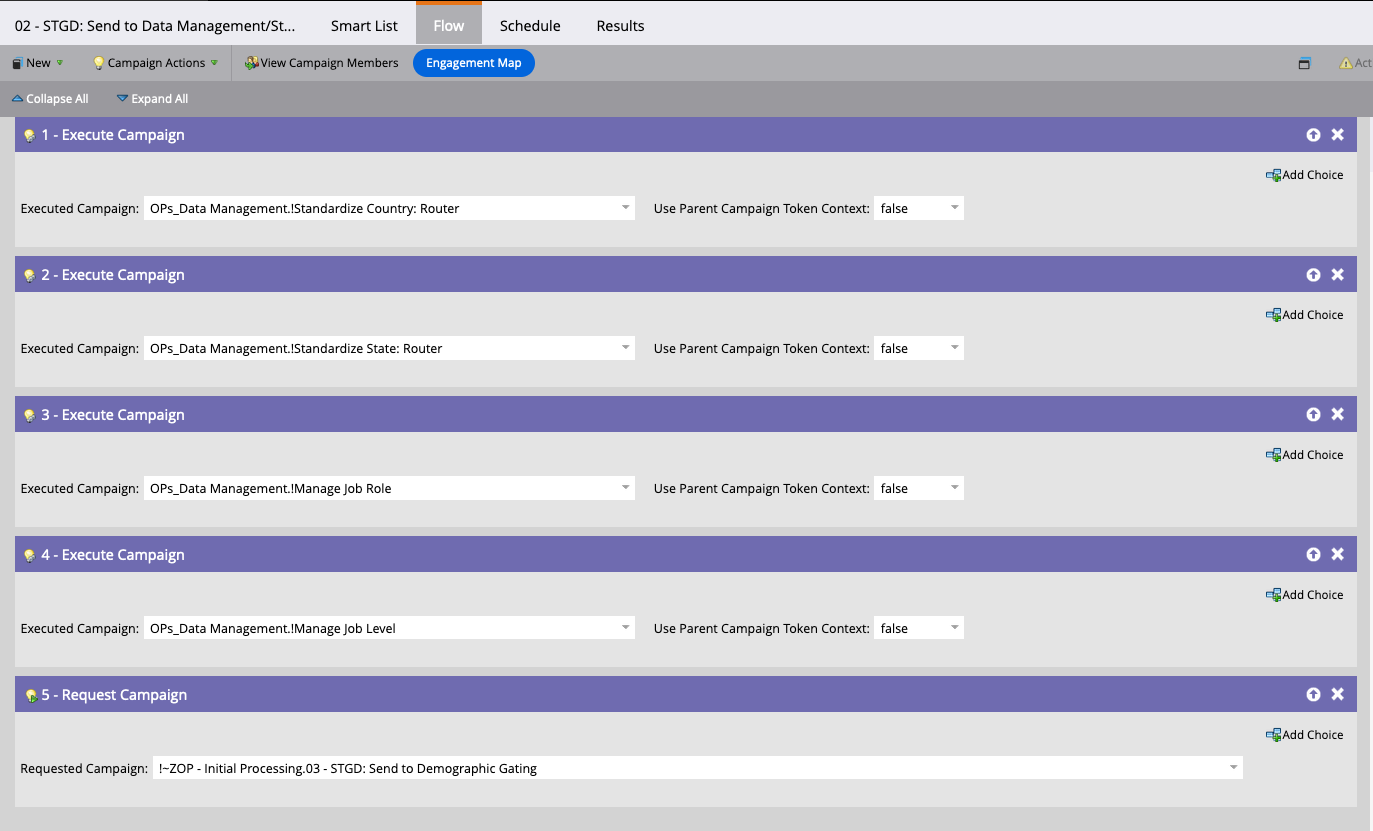 02 - STGD: Send to Data Management/St... Smart List Flow Schedule Results
New Campaign Actions View Campaign Members Engagement Map Act
Collapse All Expand All
1 - Execute Campaign
Add Choice
Executed Campaign: OPs_Data Management.!Standardize Country: Router Use Parent Campaign Token Context: false
2 - Execute Campaign
Add Choice
Executed Campaign: OPs_Data Management.!Standardize State: Router Use Parent Campaign Token Context: false
3 - Execute Campaign
Add Choice
Executed Campaign: OPs_Data Management.!Manage Job Role Use Parent Campaign Token Context: false
4 - Execute Campaign
Add Choice
Executed Campaign: OPs_Data Management.!Manage Job Level Use Parent Campaign Token Context: false
5 - Request Campaign
Add Choice
Requested Campaign: !~ZOP - Initial Processing.03 - STGD: Send to Demographic Gating